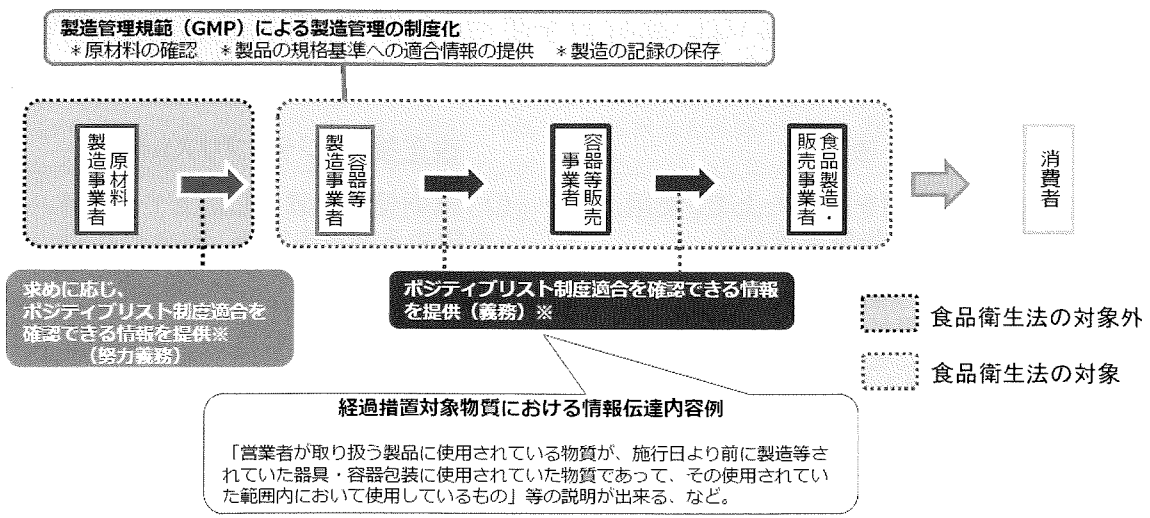 製造管理規範(GMP)による製造管理の制度化
＊原材料の確認　＊製品の規格基準への適合情報の提供　＊製造の記録の保存
原材料
製造事業者
容器等
製造事業者
容器等販売
事業者
食品製造・
販売事業者
消費者
求めに応じ、
ポジティブリスト制度適合を
確認できる情報を提供※
(努力義務)
ポジティブリスト制度適合を確認できる情報
を提供(義務)※
食品衛生法の対象外
食品衛生法の対象
経過措置対象物質における情報伝達内容例
「営業者が取り扱う製品に使用されている物質が、施行日より前に製造等さ
れていた器具・容器包装に使用されていた物質であって、その使用されてい
た範囲内において使用しているもの」等の説明が出来る、など。